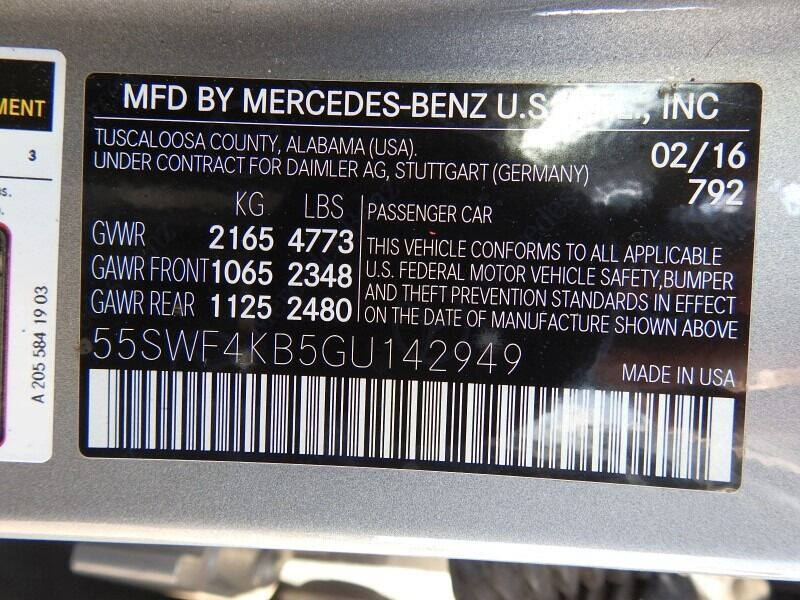 MENT
3
A 205 584 19 03
MFD BY MERCEDES-BENZ U.S. INC
TUSCALOOSA COUNTY, ALABAMA (USA).
UNDER CONTRACT FOR DAIMLER AG, STUTTGART (GERMANY)
02/16
792
KG LBS
GVWR 2165 4773
GAWR FRONT 1065 2348
GAWR REAR 1125 2480
PASSENGER CAR
THIS VEHICLE CONFORMS TO ALL APPLICABLE
U.S. FEDERAL MOTOR VEHICLE SAFETY,BUMPER
AND THEFT PREVENTION STANDARDS IN EFFECT
ON THE DATE OF MANUFACTURE SHOWN ABOVE
55SWF4KB5GU142949
MADE IN USA